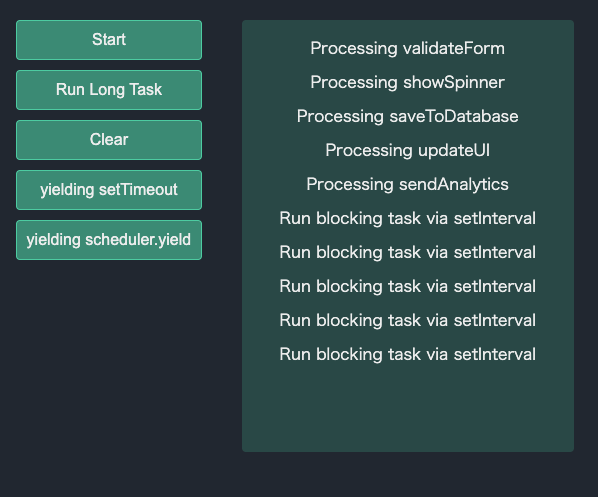 Start
Run Long Task
Clear
yielding setTimeout
yielding scheduler.yield
Processing validateForm
Processing showSpinner
Processing saveToDatabase
Processing updateUI
Processing sendAnalytics
Run blocking task via setInterval
Run blocking task via setInterval
Run blocking task via setInterval
Run blocking task via setInterval
Run blocking task via setInterval